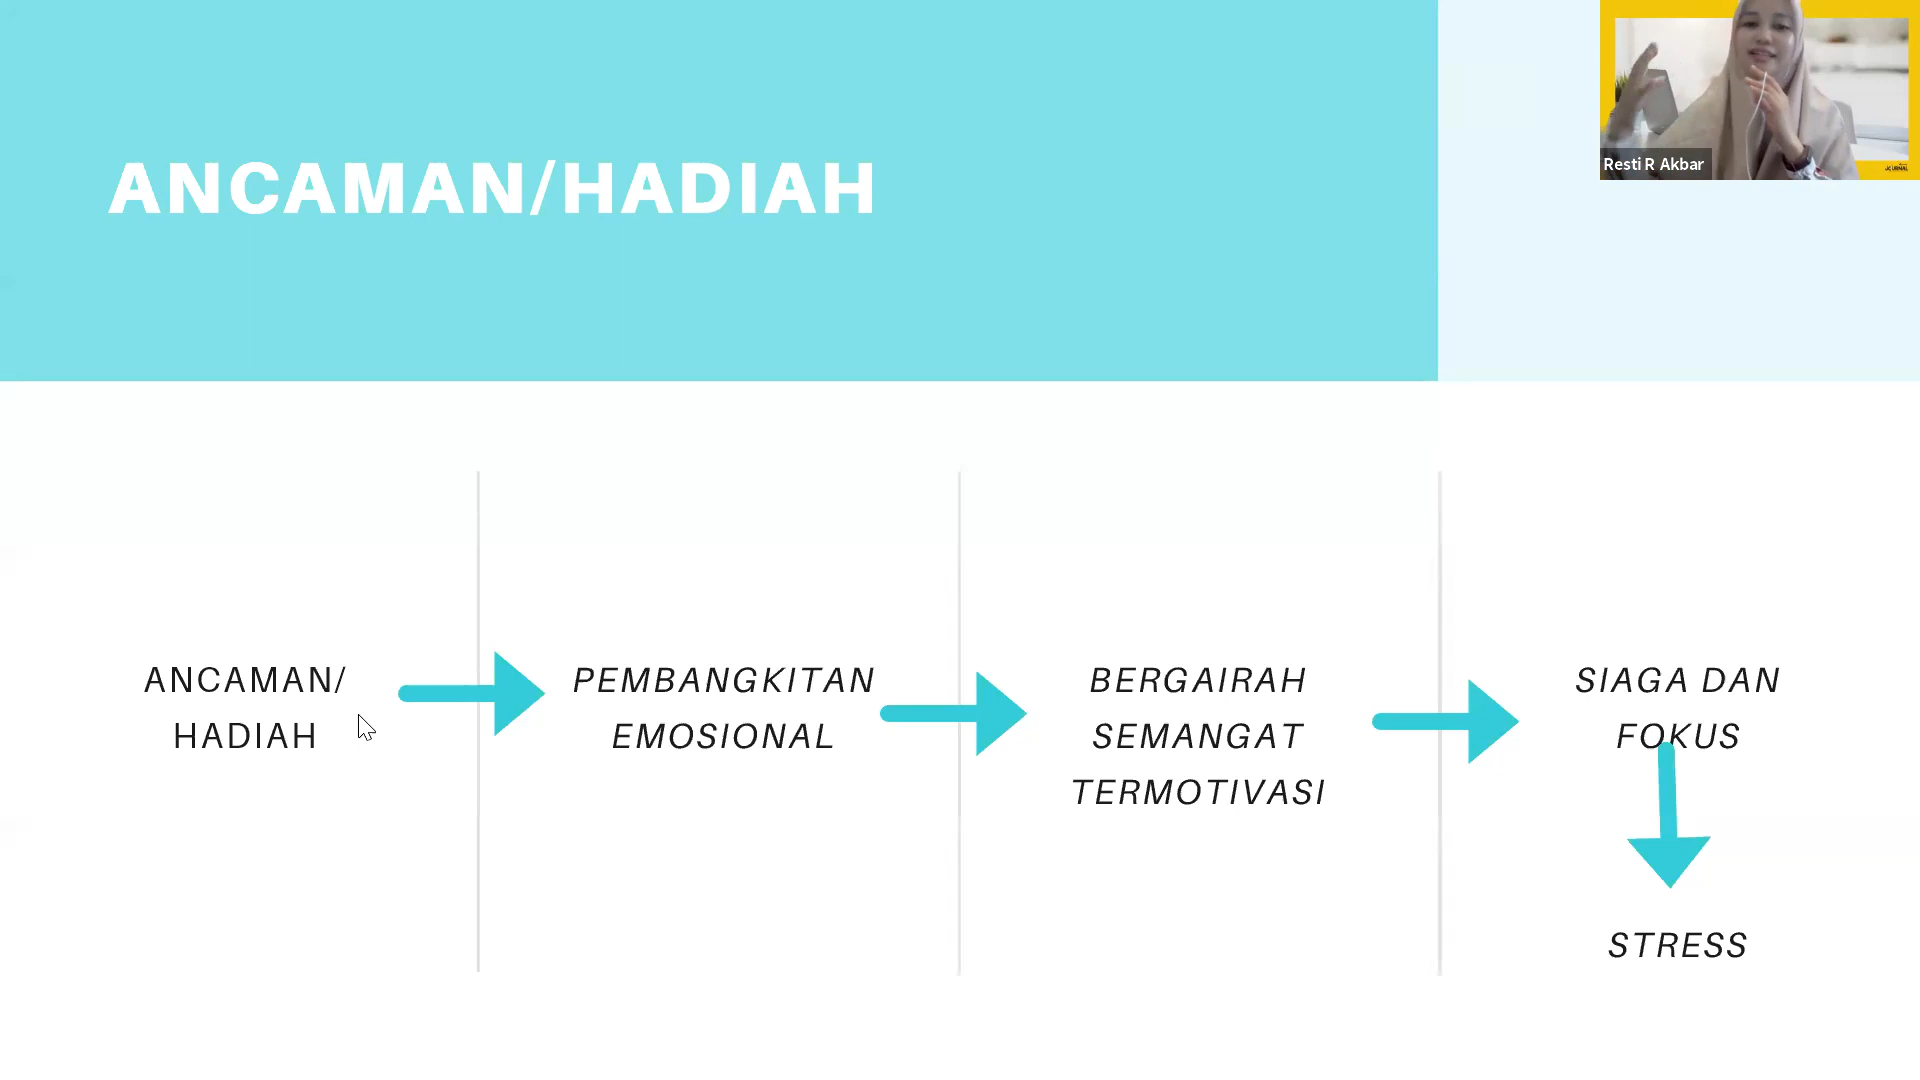 ANCAMAN/HADIAH
Resti R Akbar
ANCAMAN/
HADIAH
PEMBANGKITAN
EMOSIONAL
BERGAIRAH
SEMANGAT
TERMOTIVASI
SIAGA DAN
FOKUS
STRESS